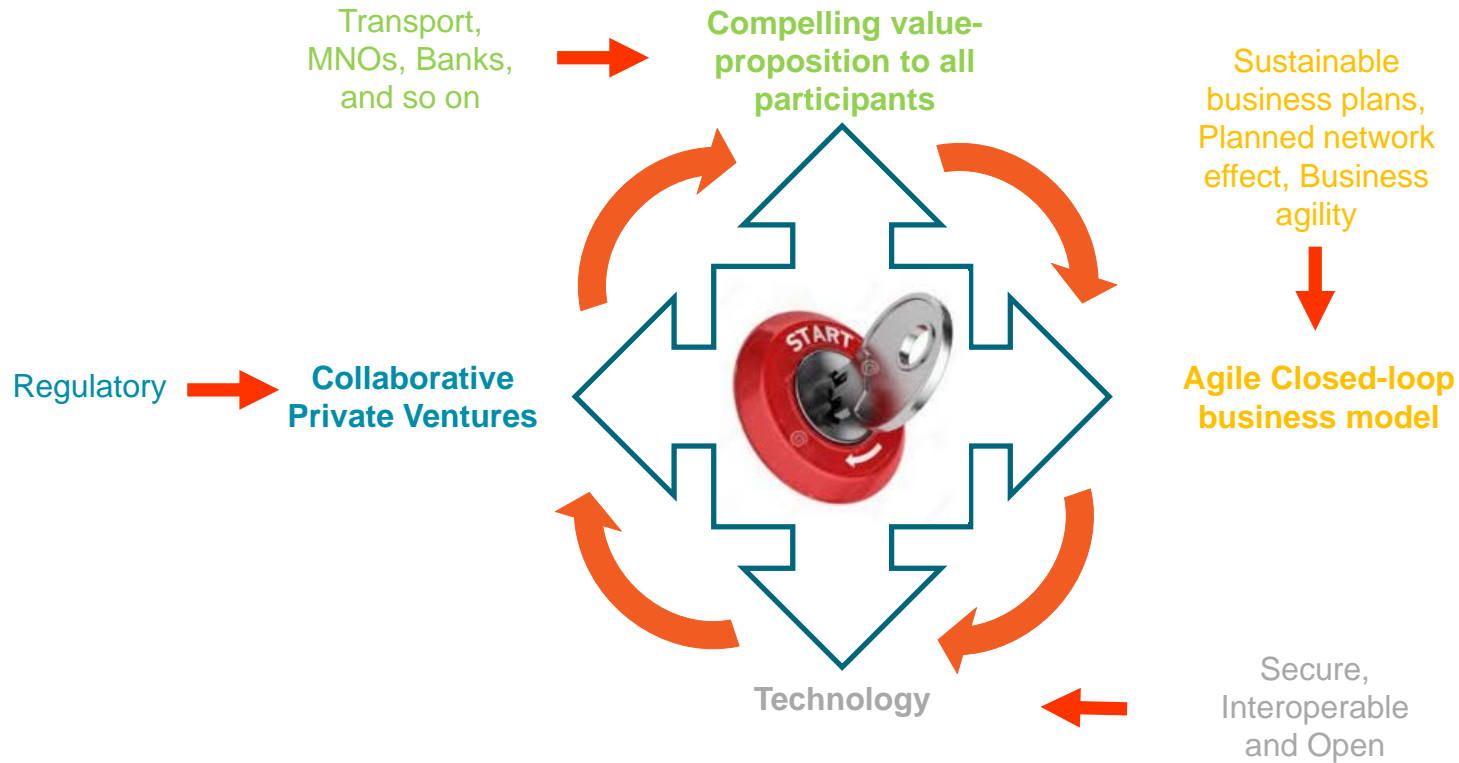 Transport,
MNOs, Banks,
and so on
Compelling value-
proposition to all
participants
Sustainable
business plans,
Planned network
effect, Business
agility
START
Regulatory
Collaborative
Private Ventures
Agile Closed-loop
business model
Technology
Secure,
Interoperable
and Open